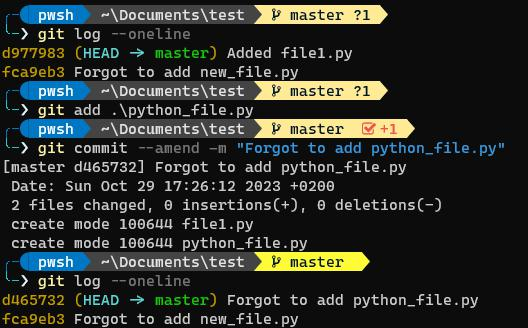 pwsh ~\Documents\test master ?1
git log --oneline
d977983 (HEAD -> master) Added file1.py
fca9eb3 Forgot to add new_file.py
pwsh ~\Documents\test master ?1
git add .\python_file.py
pwsh ~\Documents\test master +1
git commit --amend -m "Forgot to add python_file.py"
[master d465732] Forgot to add python_file.py
Date: Sun Oct 29 17:26:12 2023 +0200
2 files changed, 0 insertions(+), 0 deletions(-)
create mode 100644 file1.py
create mode 100644 python_file.py
pwsh ~\Documents\test master
git log --oneline
d465732 (HEAD -> master) Forgot to add python_file.py
fca9eb3 Forgot to add new_file.py